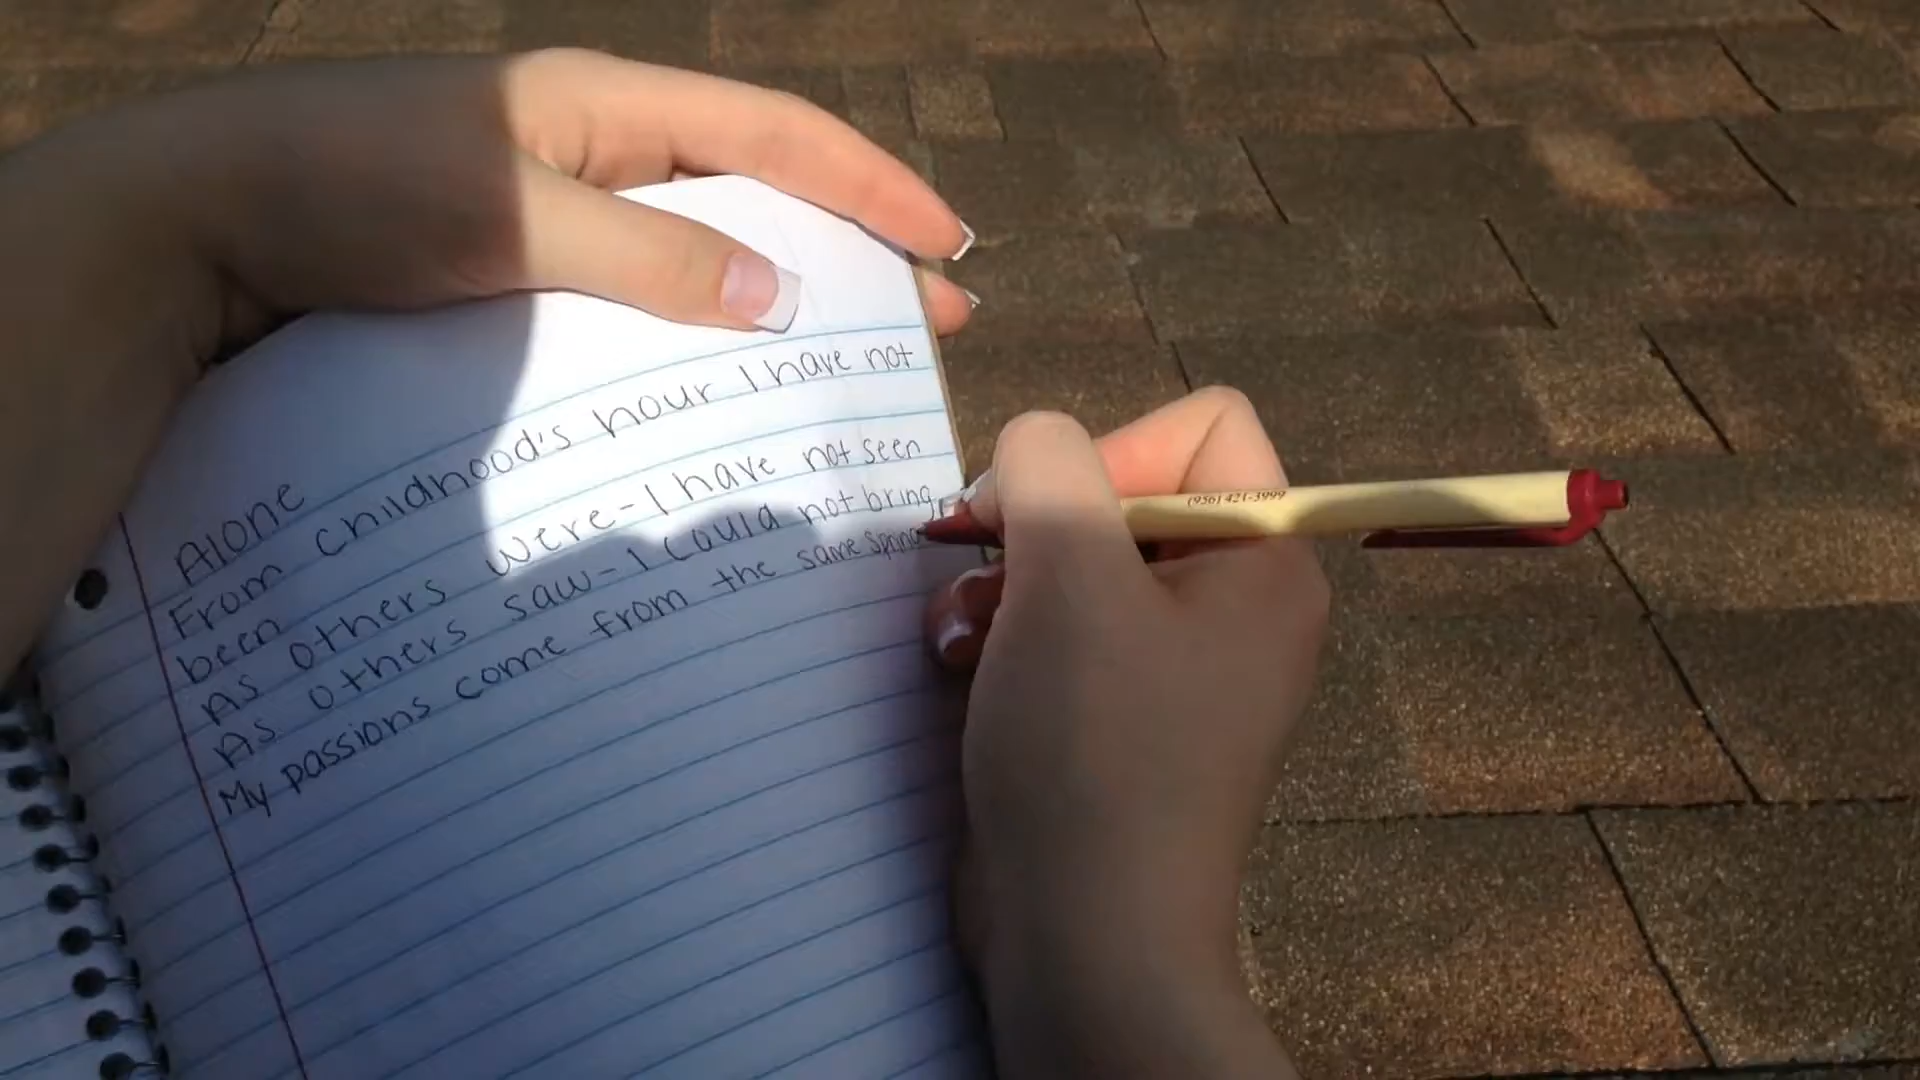 Alone
From childhood's hour I have not
been
As others were - I have not seen
As others saw - I could not bring
My passions come from the same spring
(956) 421-3999